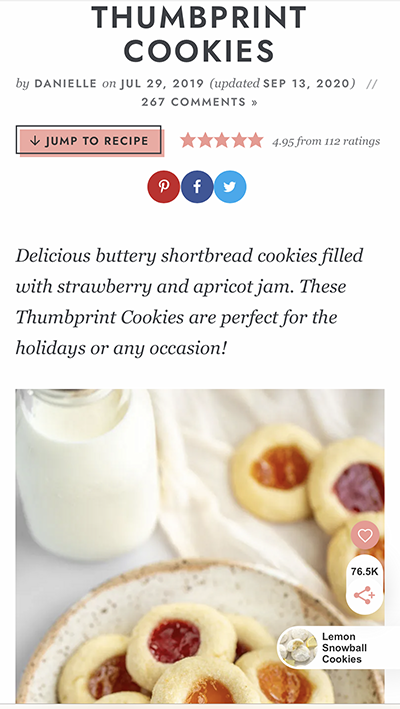 THUMBPRINT
COOKIES
by DANIELLE on JUL 29, 2019 (updated SEP 13, 2020) //
267 COMMENTS »
↓ JUMP TO RECIPE
4.95 from 112 ratings
Delicious buttery shortbread cookies filled
with strawberry and apricot jam. These
Thumbprint Cookies are perfect for the
holidays or any occasion!
76.5K
Lemon
Snowball
Cookies